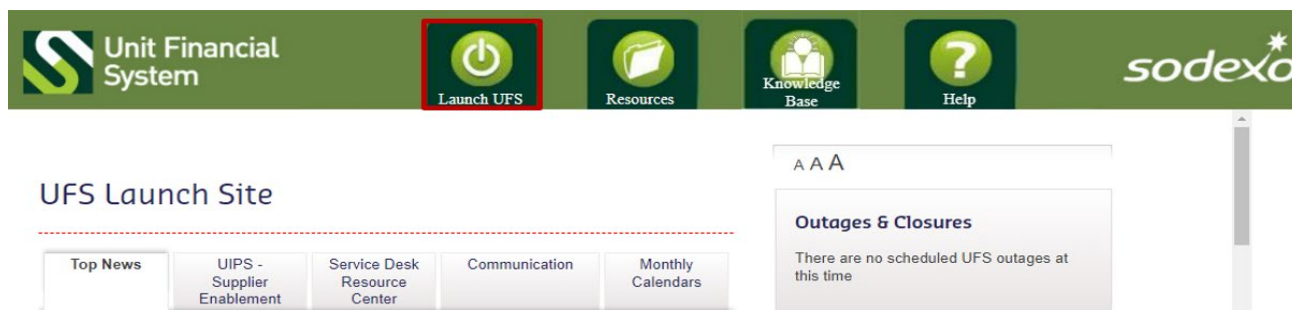 Unit Financial
System
Launch UFS
Resources
Knowledge
Base
Help
sodexo
UFS Launch Site
Top News
UIPS -
Supplier
Enablement
Service Desk
Resource
Center
Communication
Monthly
Calendars
A A A
Outages & Closures
There are no scheduled UFS outages at
this time